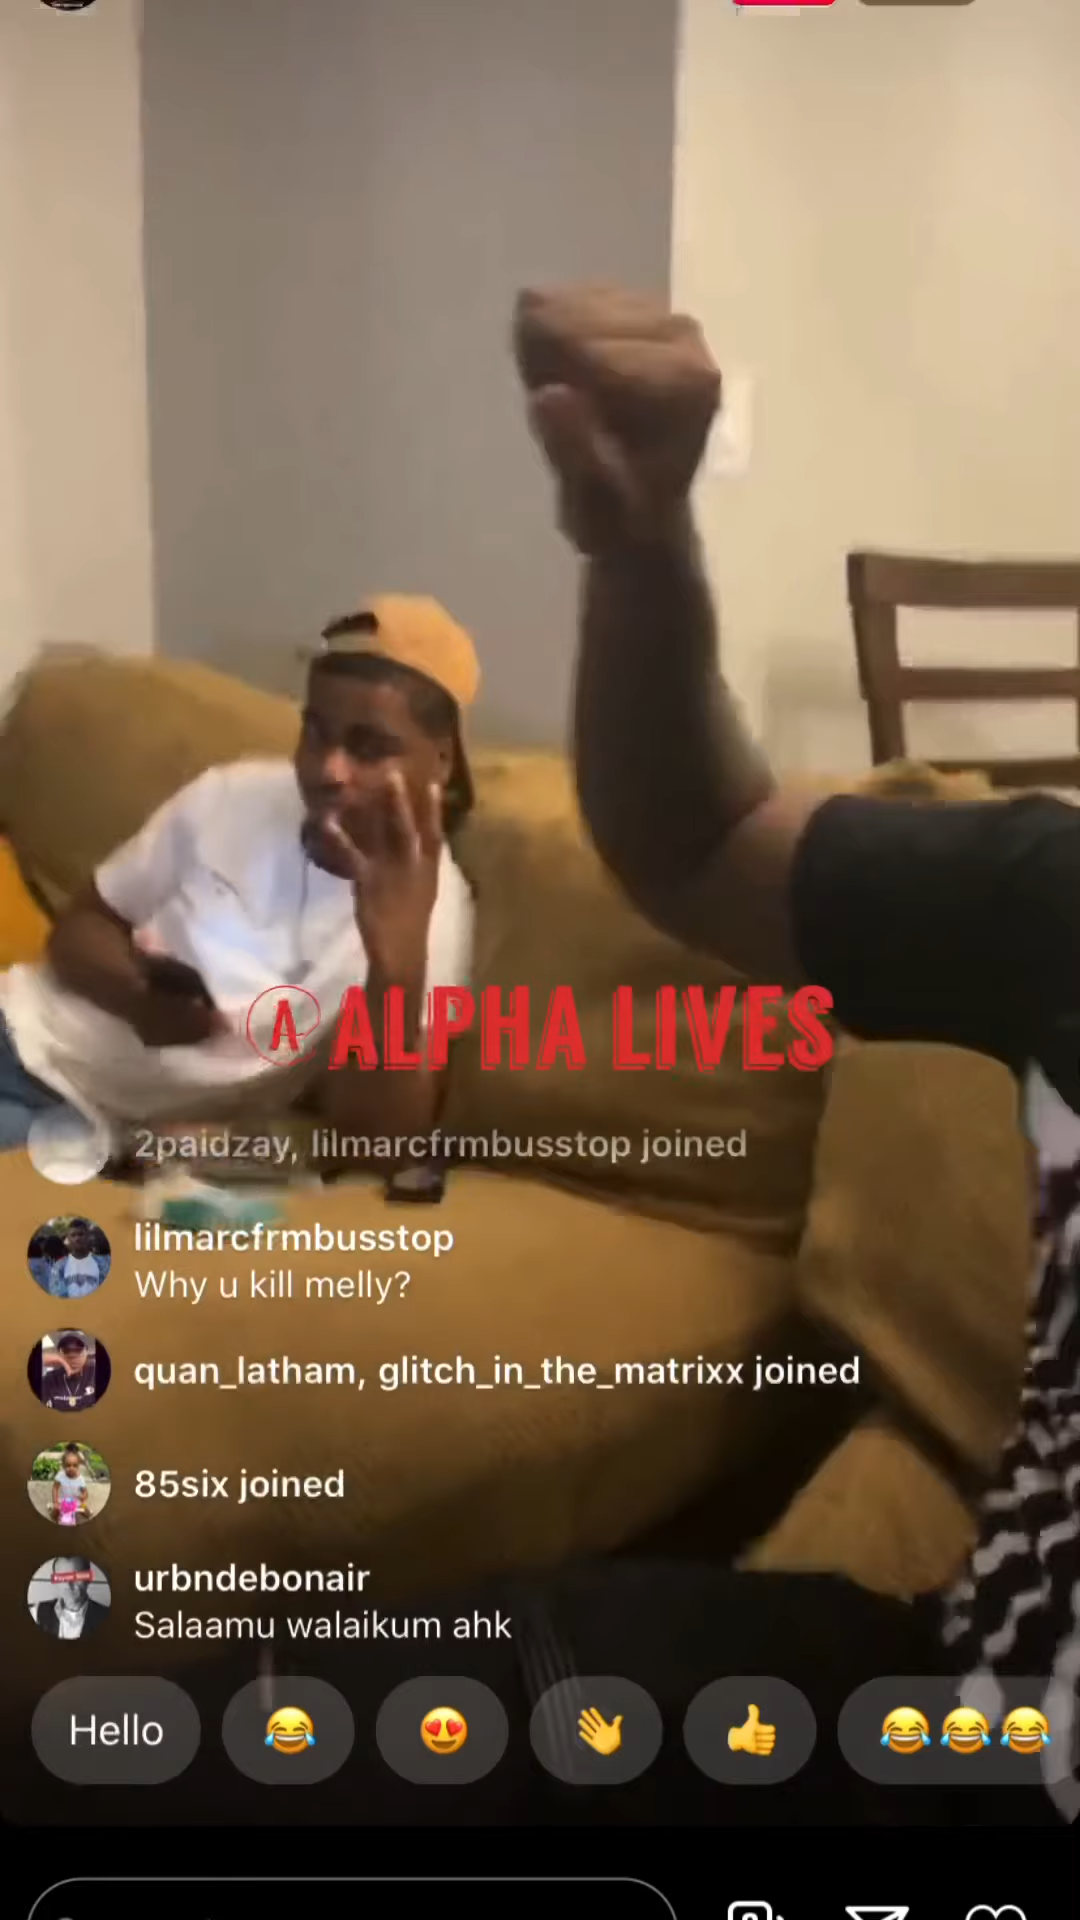 A ALPHA LIVES
2paidzay, lilmarcfrmbusstop joined
lilmarcfrmbusstop
Why u kill melly?
quan_latham, glitch_in_the_matrixx joined
85six joined
urbndebonair
Salaamu walaikum ahk
Hello